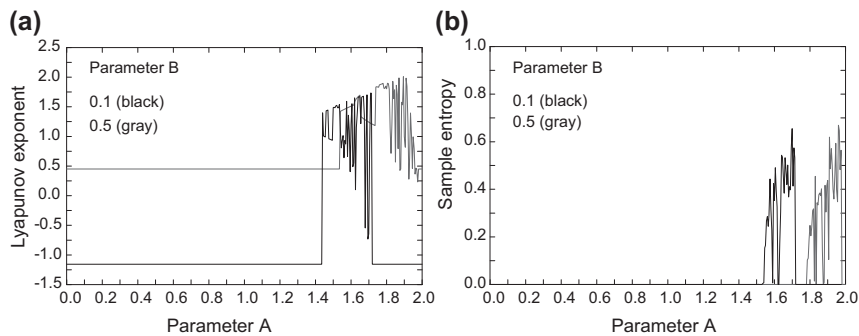 (a)
2.5
2.0
1.5
1.0
0.5
0.0
-0.5
-1.0
-1.5
Lyapunov exponent
Parameter B
0.1 (black)
0.5 (gray)
0.0 0.2 0.4 0.6 0.8 1.0 1.2 1.4 1.6 1.8 2.0
Parameter A
(b)
1.0
0.8
0.6
0.4
0.2
0.0
Sample entropy
Parameter B
0.1 (black)
0.5 (gray)
0.0 0.2 0.4 0.6 0.8 1.0 1.2 1.4 1.6 1.8 2.0
Parameter A